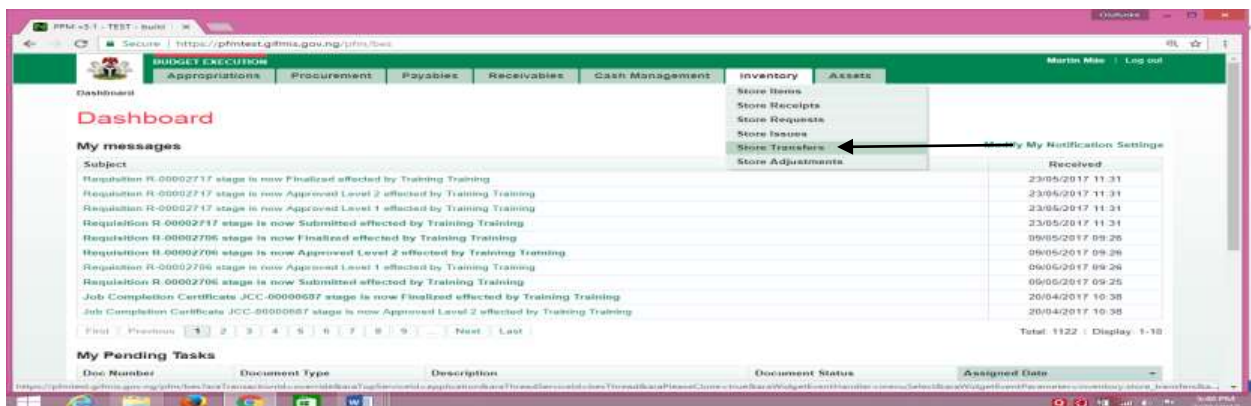 PFM v5.1 - TEST - Build
Olufunke
Secure https://pfmtest.gifmis.gov.ng/pfm/bes
BUDGET EXECUTION
Martin Mike | Log out
Appropriations Procurement Payables Receivables Cash Management Inventory Assets
Dashboard
Store Items
Store Receipts
Dashboard
Store Requests
Store Issues
My messages
Store Transfers
My Notification Settings
Store Adjustments
Subject Received
Requisition R-00002717 stage is now Finalized effected by Training Training 23/05/2017 11:31
Requisition R-00002717 stage is now Approved Level 2 effected by Training Training 23/05/2017 11:31
Requisition R-00002717 stage is now Approved Level 1 effected by Training Training 23/05/2017 11:31
Requisition R-00002717 stage is now Submitted effected by Training Training 23/05/2017 11:31
Requisition R-00002706 stage is now Finalized effected by Training Training 09/05/2017 09:26
Requisition R-00002706 stage is now Approved Level 2 effected by Training Training 09/05/2017 09:26
Requisition R-00002706 stage is now Approved Level 1 effected by Training Training 09/05/2017 09:26
Requisition R-00002706 stage is now Submitted effected by Training Training 09/05/2017 09:25
Job Completion Certificate JCC-00000687 stage is now Finalized effected by Training Training 20/04/2017 10:38
Job Completion Certificate JCC-00000687 stage is now Approved Level 2 effected by Training Training 20/04/2017 10:38
First Previous 1 2 3 4 5 6 7 8 9 ... Next Last
Total: 1122 | Display: 1-10
My Pending Tasks
Doc Number Document Type Description Document Status Assigned Date
5:48 PM